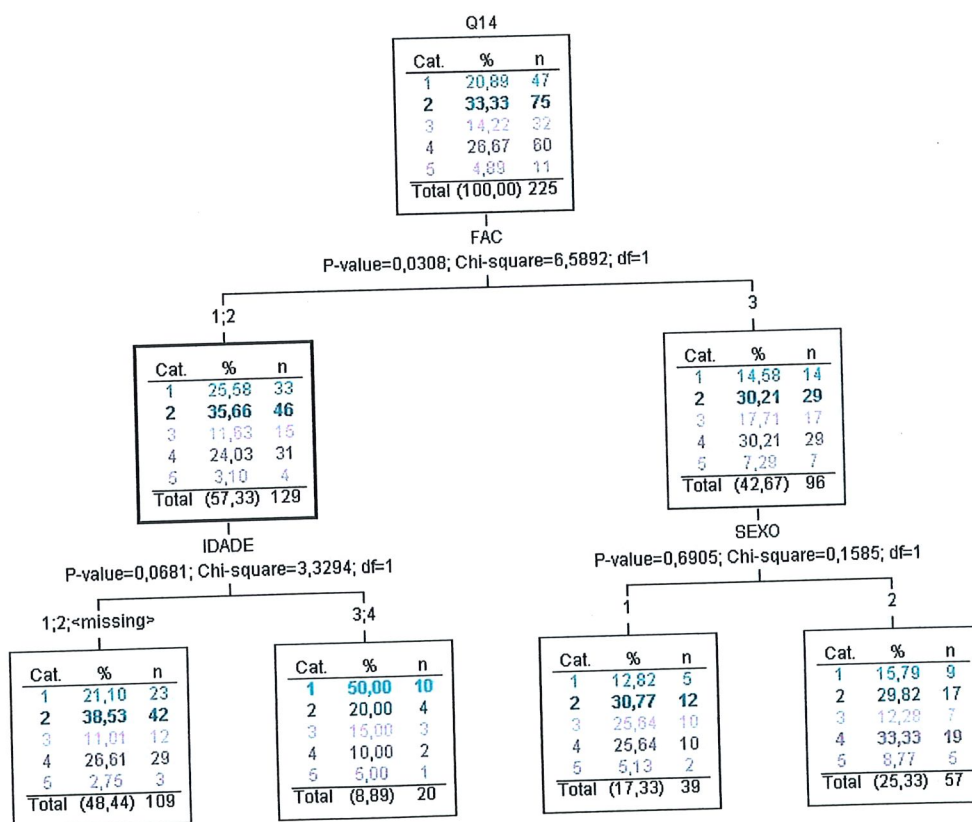 Q14
Cat. % n
1 20,89 47
2 33,33 75
3 14,22 32
4 26,67 60
5 4,89 11
Total (100,00) 225
FAC
P-value=0,0308; Chi-square=6,5892; df=1
1;2
Cat. % n
1 25,58 33
2 35,66 46
3 11,63 15
4 24,03 31
5 3,10 4
Total (57,33) 129
IDADE
P-value=0,0681; Chi-square=3,3294; df=1
3
Cat. % n
1 14,58 14
2 30,21 29
3 17,71 17
4 30,21 29
5 7,29 7
Total (42,67) 96
SEXO
P-value=0,6905; Chi-square=0,1585; df=1
1;2;<missing>
Cat. % n
1 21,10 23
2 38,53 42
3 11,01 12
4 26,61 29
5 2,75 3
Total (48,44) 109
3;4
Cat. % n
1 50,00 10
2 20,00 4
3 15,00 3
4 10,00 2
5 5,00 1
Total (8,89) 20
1
Cat. % n
1 12,82 5
2 30,77 12
3 25,64 10
4 25,64 10
5 5,13 2
Total (17,33) 39
2
Cat. % n
1 15,79 9
2 29,82 17
3 12,28 7
4 33,33 19
5 8,77 5
Total (25,33) 57